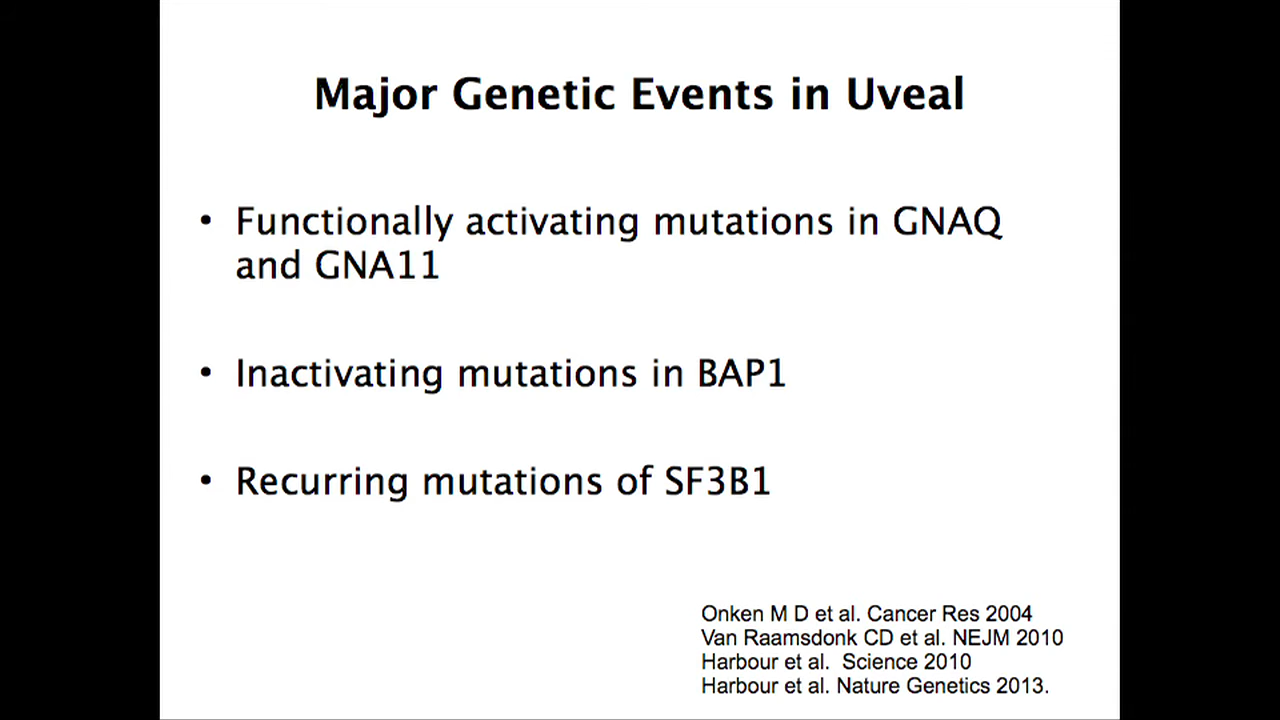 Major Genetic Events in Uveal
• Functionally activating mutations in GNAQ
and GNA11
• Inactivating mutations in BAP1
• Recurring mutations of SF3B1
Onken M D et al. Cancer Res 2004
Van Raamsdonk CD et al. NEJM 2010
Harbour et al.  Science 2010
Harbour et al. Nature Genetics 2013.